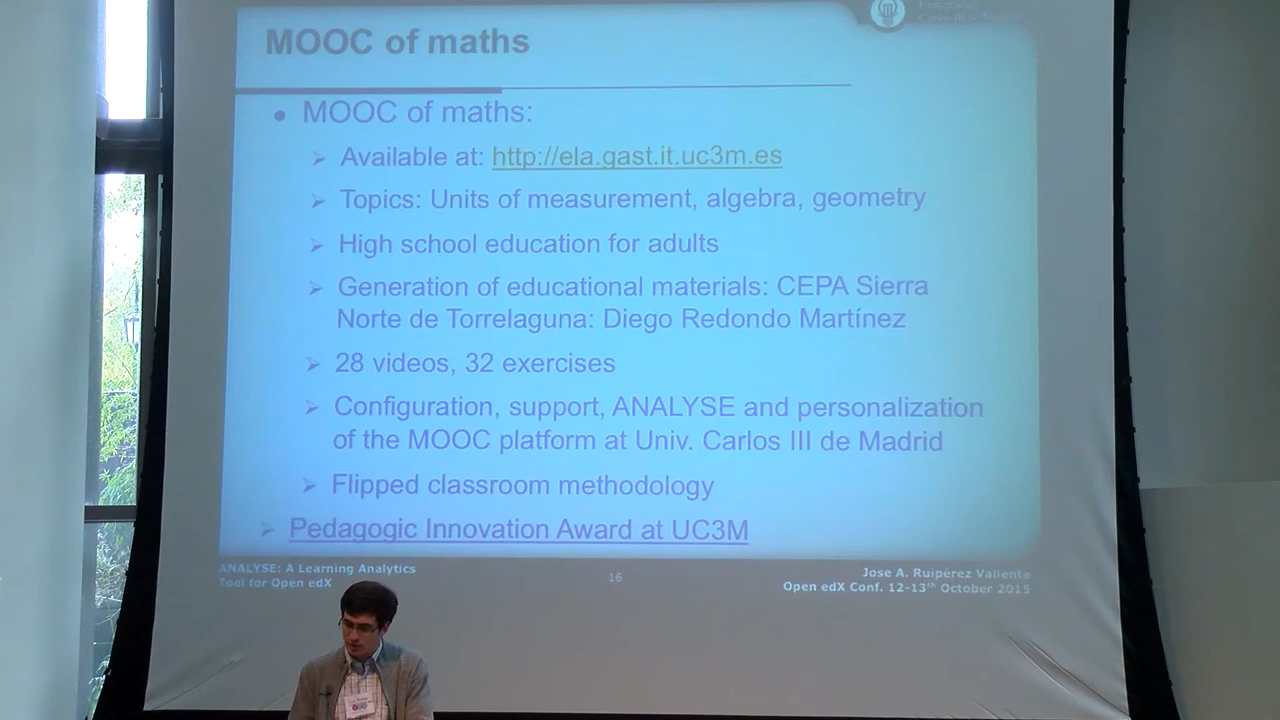 MOOC of maths
• MOOC of maths:
➢ Available at: http://ela.gast.it.uc3m.es
➢ Topics: Units of measurement, algebra, geometry
➢ High school education for adults
➢ Generation of educational materials: CEPA Sierra
Norte de Torrelaguna: Diego Redondo Martínez
➢ 28 videos, 32 exercises
➢ Configuration, support, ANALYSE and personalization
of the MOOC platform at Univ. Carlos III de Madrid
➢ Flipped classroom methodology
➢ Pedagogic Innovation Award at UC3M
ANALYSE: A Learning Analytics
Tool for Open edX
16
Jose A. Ruipérez Valiente
Open edX Conf. 12-13th October 2015